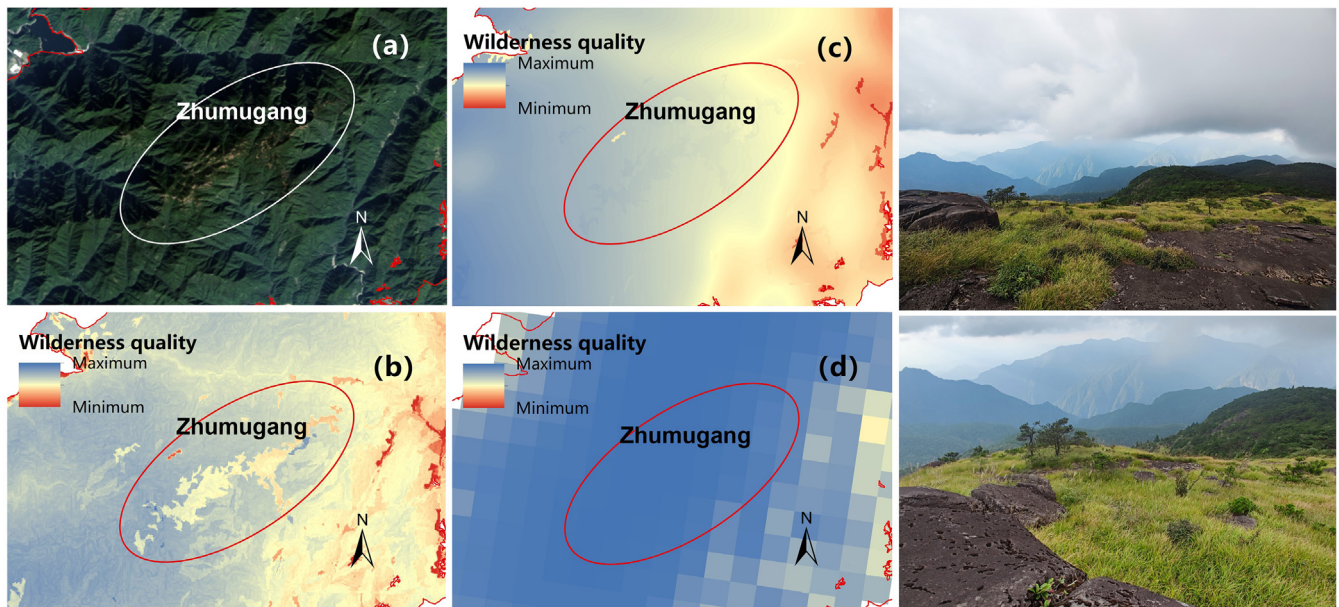 (a)
Zhumugang
N
Wilderness quality
Maximum
Minimum
(c)
Zhumugang
N
Wilderness quality
Maximum
Minimum
(b)
Zhumugang
N
Wilderness quality
Maximum
Minimum
(d)
Zhumugang
N